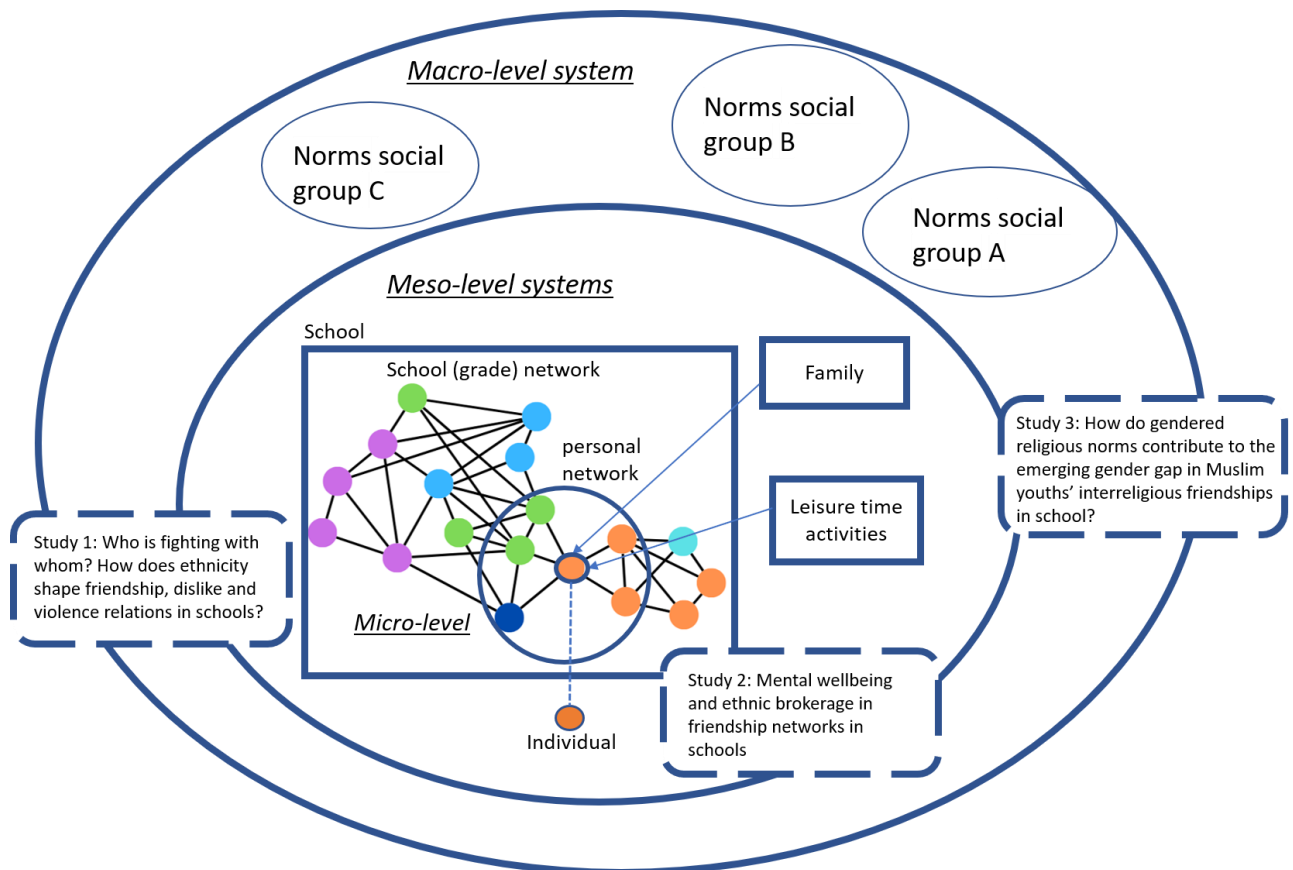 Macro-level system
Norms social
group B
Norms social
group C
Norms social
group A
Meso-level systems
School
School (grade) network
personal
network
Family
Leisure time
activities
Micro-level
Individual
Study 1: Who is fighting with
whom? How does ethnicity
shape friendship, dislike and
violence relations in schools?
Study 2: Mental wellbeing
and ethnic brokerage in
friendship networks in
schools
Study 3: How do gendered
religious norms contribute to the
emerging gender gap in Muslim
youths’ interreligious friendships
in school?